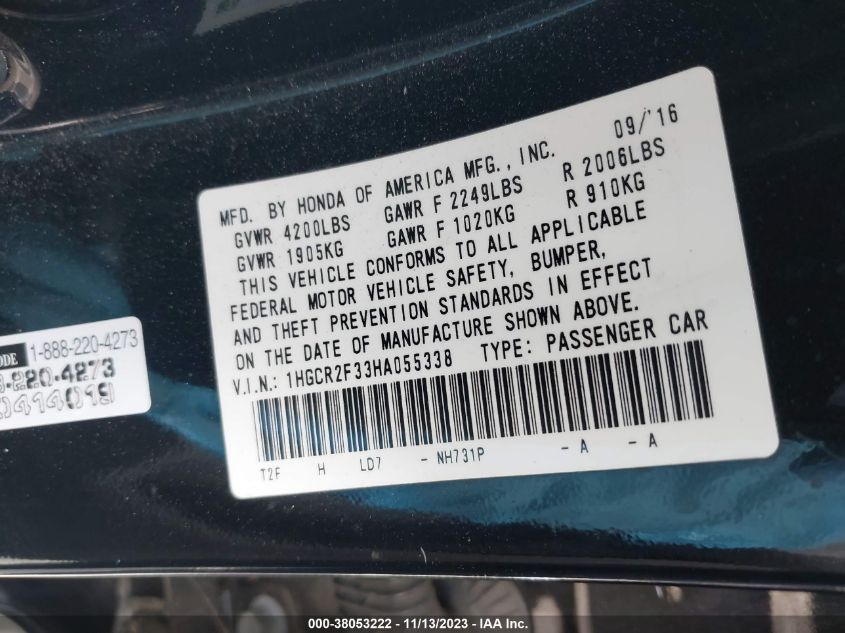 09/'16
MFD. BY HONDA OF AMERICA MFG., INC.
GVWR 4200LBS GAWR F 2249LBS R 2006LBS
GVWR 1905KG GAWR F 1020KG R 910KG
THIS VEHICLE CONFORMS TO ALL APPLICABLE
FEDERAL MOTOR VEHICLE SAFETY, BUMPER,
AND THEFT PREVENTION STANDARDS IN EFFECT
ON THE DATE OF MANUFACTURE SHOWN ABOVE.
V.I.N.: 1HGCR2F33HA055338 TYPE: PASSENGER CAR
T2F H LD7 - NH731P - A - A
1-888-220-4273
000-38053222 - 11/13/2023 - IAA Inc.